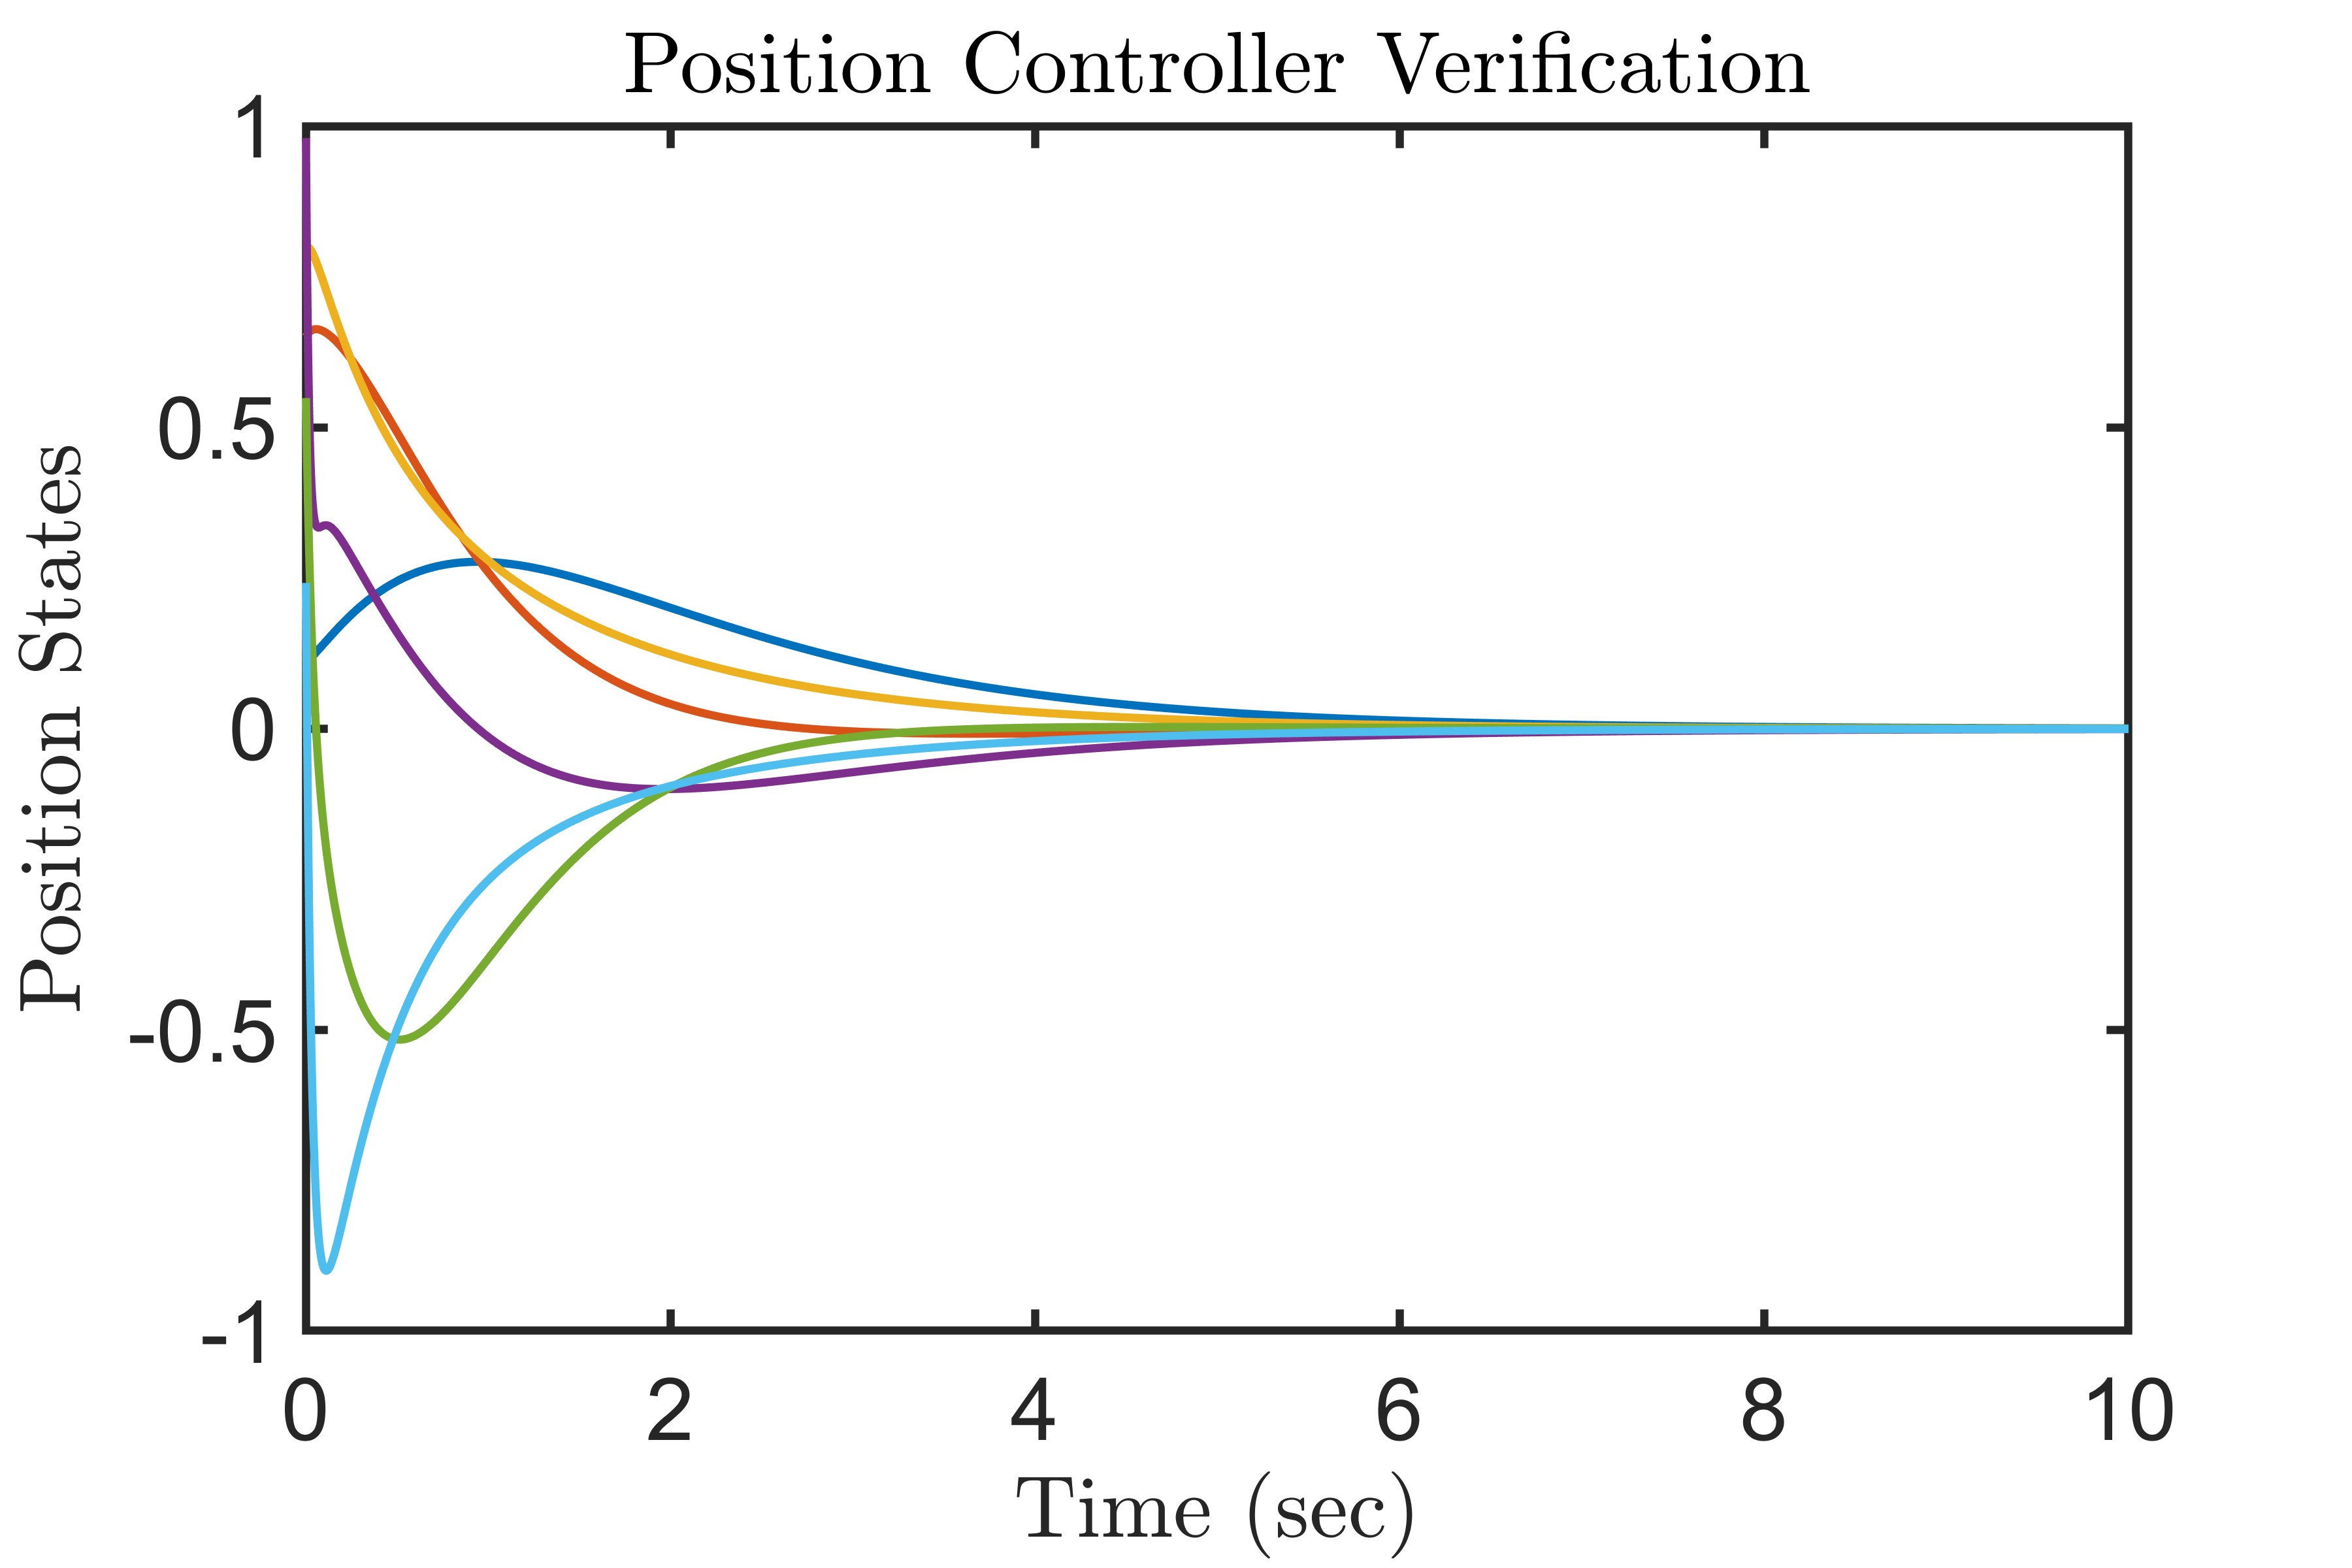 Position Controller Verification
1
0.5
0
-0.5
-1
Position States
0 2 4 6 8 10
Time (sec)